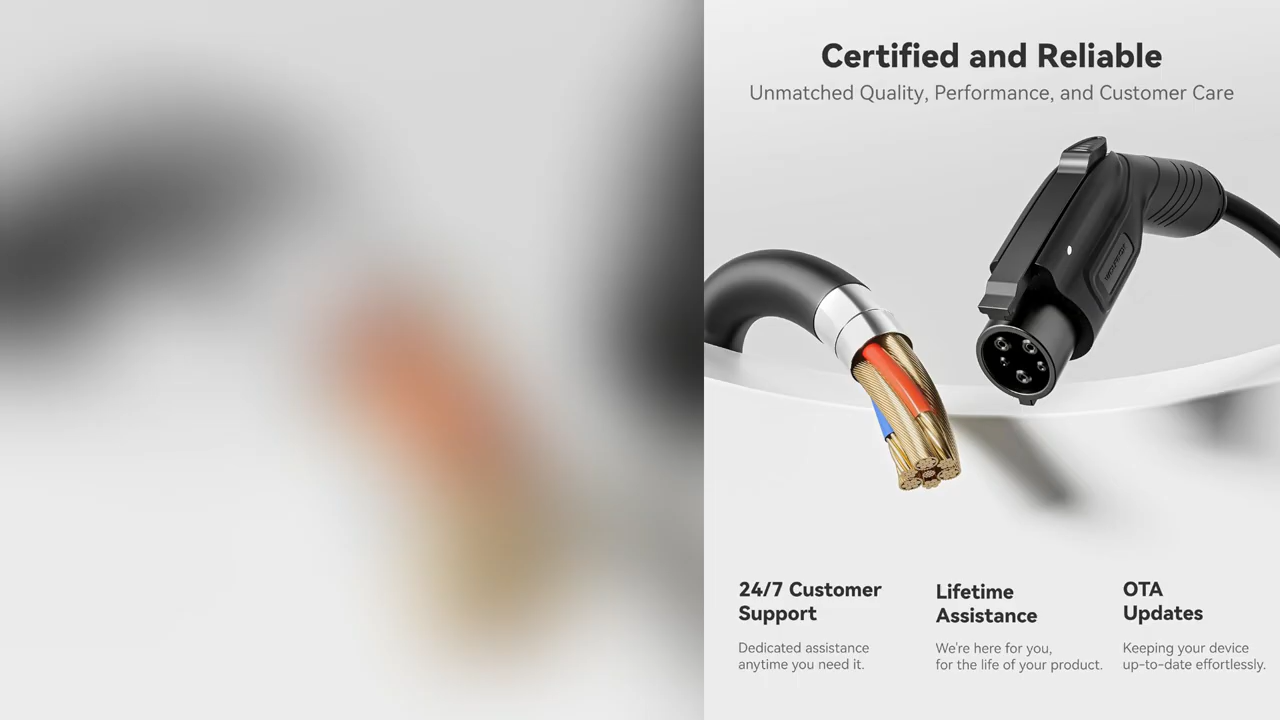 Certified and Reliable
Unmatched Quality, Performance, and Customer Care
24/7 Customer
Support
Dedicated assistance
anytime you need it.
Lifetime
Assistance
We're here for you,
for the life of your product.
OTA
Updates
Keeping your device
up-to-date effortlessly.